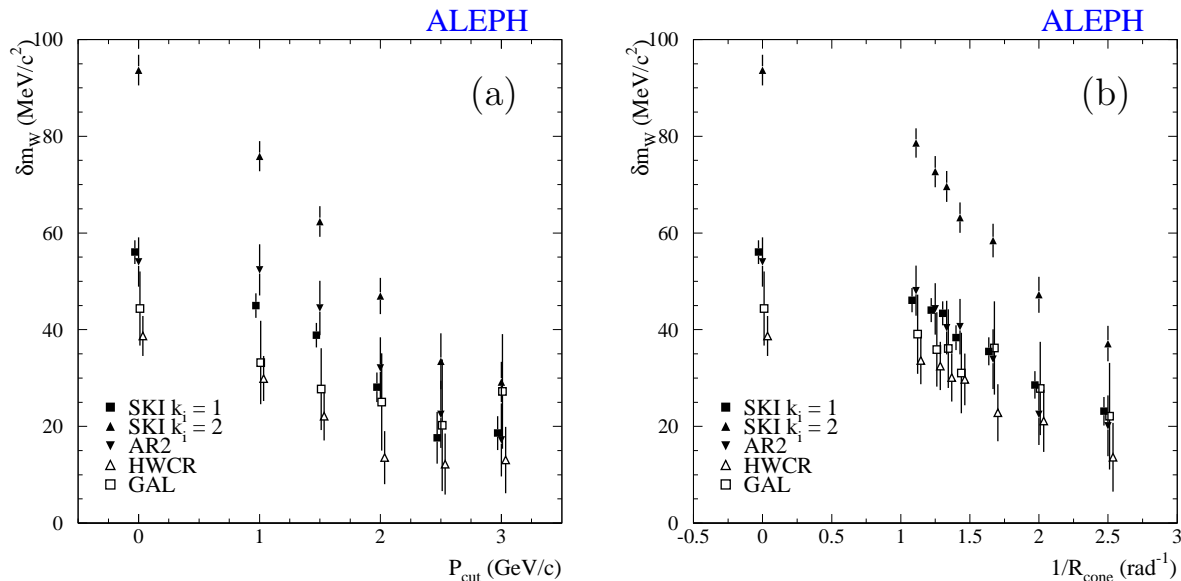 ALEPH
δm_W (MeV/c²)
100
80
60
40
20
0
(a)
SKI k_i = 1
SKI k_i = 2
AR2
HWCR
GAL
0 1 2 3
P_cut (GeV/c)
ALEPH
δm_W (MeV/c²)
100
80
60
40
20
0
(b)
SKI k_i = 1
SKI k_i = 2
AR2
HWCR
GAL
-0.5 0 0.5 1 1.5 2 2.5 3
1/R_cone (rad⁻¹)